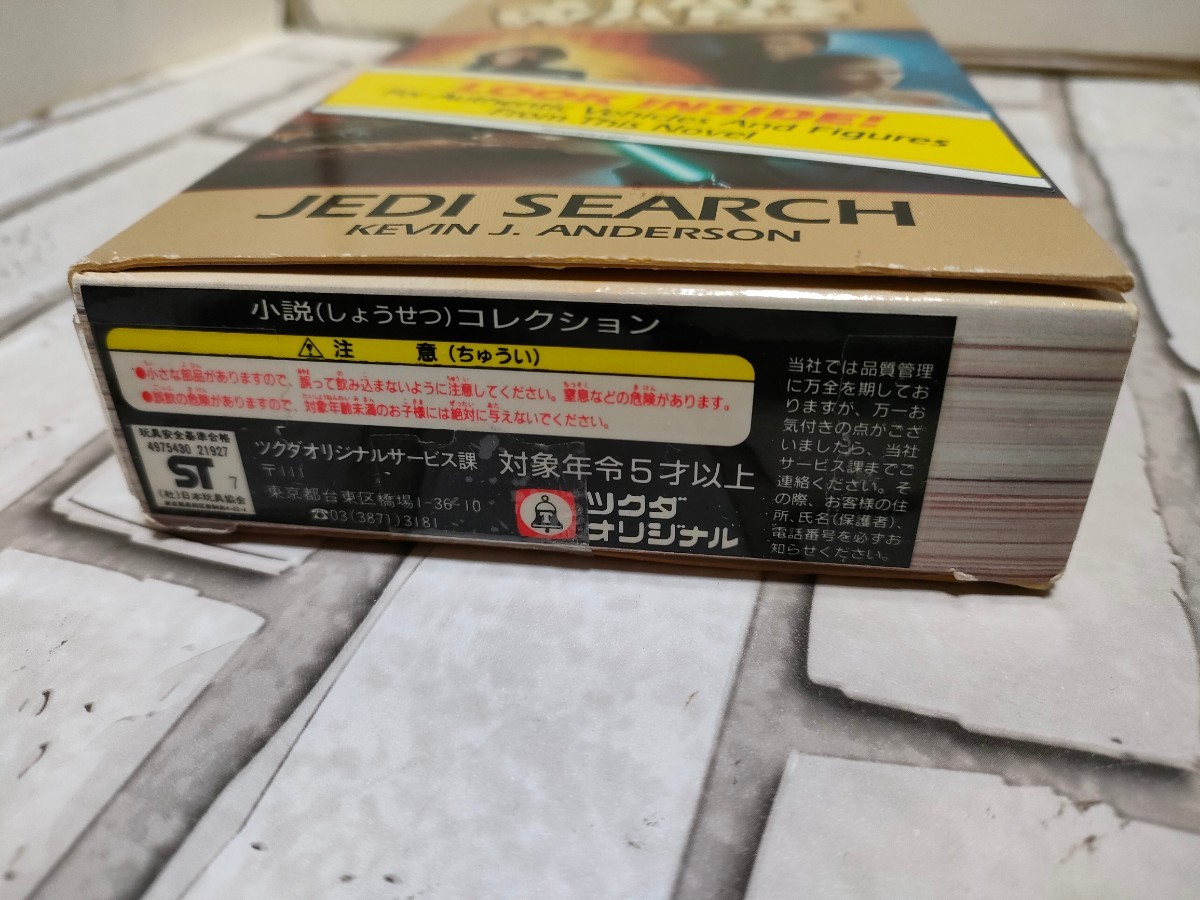 LOOK INSIDE!
For Authentic Vehicles And Figures
From This Novel
JEDI SEARCH
KEVIN J. ANDERSON
小説(しょうせつ)コレクション
注 意(ちゅうい)
●小さな部品がありますので、誤って飲み込まないように注意してください。窒息などの危険があります。
●誤飲の危険がありますので、対象年齢未満のお子様には絶対に与えないでください。
玩具安全基準合格
4975430 21927
ST 7
(社)日本玩具協会
ツクダオリジナルサービス課
〒111
東京都台東区橋場1-36-10
☎03(3871)3181
対象年令5才以上
T
ツクダ
オリジナル
当社では品質管理
に万全を期してお
りますが、万一お
気付きの点がござ
いましたら、当社
サービス課までご
連絡ください。そ
の際、お客様の住
所、氏名(保護者)、
電話番号を必ずお
知らせください。